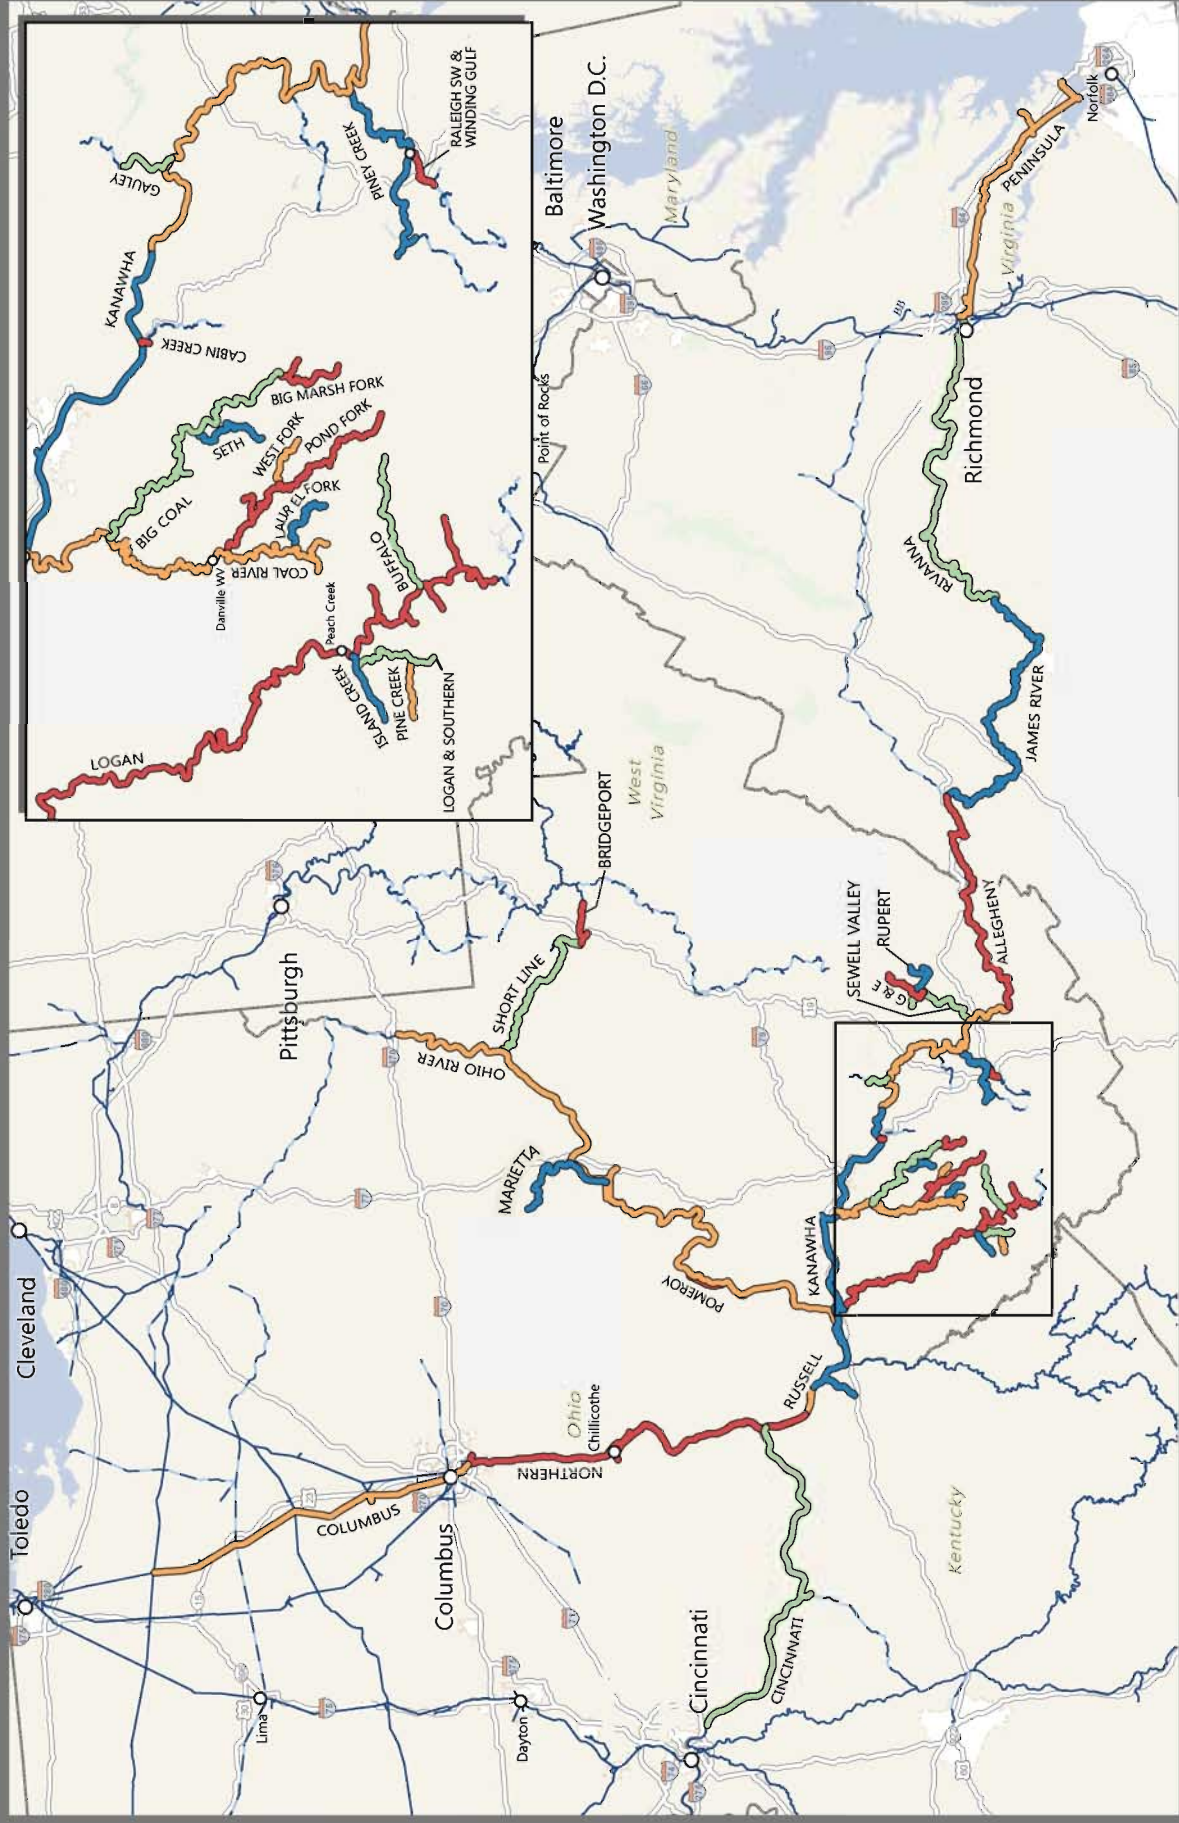 Toledo
Cleveland
Lima
Dayton
Columbus
COLUMBUS
Cincinnati
CINCINNATI
NORTHERN
Chillicothe
Ohio
RUSSELL
Kentucky
Pittsburgh
MARIETTA
POMEROY
OHIO RIVER
SHORT LINE
BRIDGEPORT
KANAWHA
West
Virginia
SEWELL VALLEY
RUPERT
G & E
ALLEGHENY
JAMES RIVER
RIVANNA
Richmond
Point of Rocks
Baltimore
Washington D.C.
Maryland
Virginia
BB
PENINSULA
Norfolk
LOGAN
ISLAND CREEK
PINE CREEK
LOGAN & SOUTHERN
Peach Creek
BUFFALO
Danville WV
COAL RIVER
LAUREL FORK
BIG COAL
SETH
WEST FORK
POND FORK
BIG MARSH FORK
CABIN CREEK
KANAWHA
GAULEY
PINEY CREEK
RALEIGH SW &
WINDING GULF